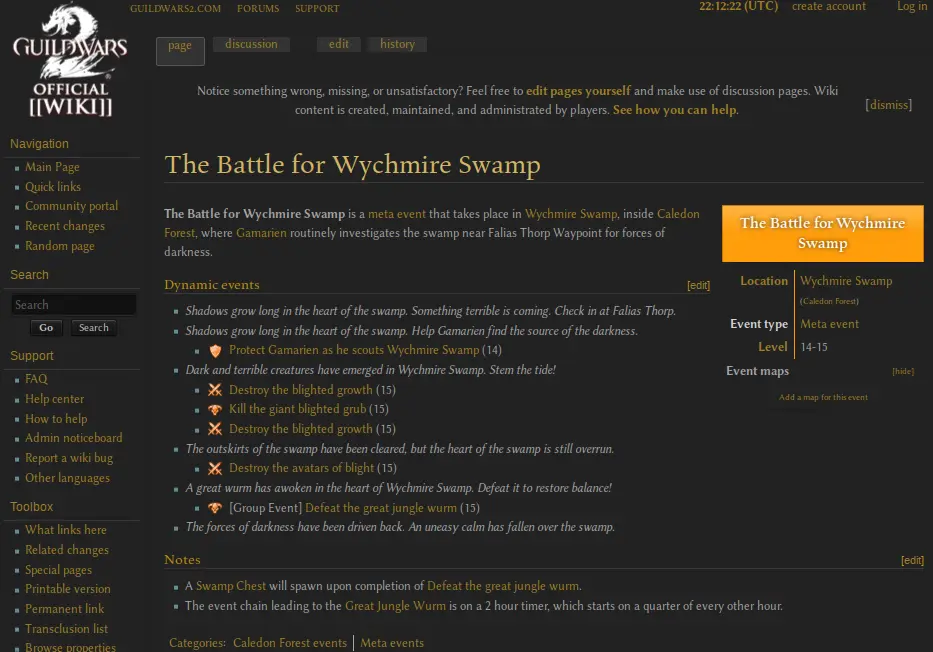 GUILDWARS2.COM FORUMS SUPPORT
22:12:22 (UTC) create account Log in
GUILDWARS
OFFICIAL
[[WIKI]]
page discussion edit history
Notice something wrong, missing, or unsatisfactory? Feel free to edit pages yourself and make use of discussion pages. Wiki
content is created, maintained, and administrated by players. See how you can help.
[dismiss]
Navigation
Main Page
Quick links
Community portal
Recent changes
Random page
Search
Search
Go Search
Support
FAQ
Help center
How to help
Admin noticeboard
Report a wiki bug
Other languages
Toolbox
What links here
Related changes
Special pages
Printable version
Permanent link
Transclusion list
Browse properties
The Battle for Wychmire Swamp
The Battle for Wychmire Swamp is a meta event that takes place in Wychmire Swamp, inside Caledon
Forest, where Gamarien routinely investigates the swamp near Falias Thorp Waypoint for forces of
darkness.
Dynamic events [edit]
Shadows grow long in the heart of the swamp. Something terrible is coming. Check in at Falias Thorp.
Shadows grow long in the heart of the swamp. Help Gamarien find the source of the darkness.
Protect Gamarien as he scouts Wychmire Swamp (14)
Dark and terrible creatures have emerged in Wychmire Swamp. Stem the tide!
Destroy the blighted growth (15)
Kill the giant blighted grub (15)
Destroy the blighted growth (15)
The outskirts of the swamp have been cleared, but the heart of the swamp is still overrun.
Destroy the avatars of blight (15)
A great wurm has awoken in the heart of Wychmire Swamp. Defeat it to restore balance!
[Group Event] Defeat the great jungle wurm (15)
The forces of darkness have been driven back. An uneasy calm has fallen over the swamp.
The Battle for Wychmire
Swamp
Location Wychmire Swamp
(Caledon Forest)
Event type Meta event
Level 14-15
Event maps [hide]
Add a map for this event
Notes [edit]
A Swamp Chest will spawn upon completion of Defeat the great jungle wurm.
The event chain leading to the Great Jungle Wurm is on a 2 hour timer, which starts on a quarter of every other hour.
Categories: Caledon Forest events Meta events